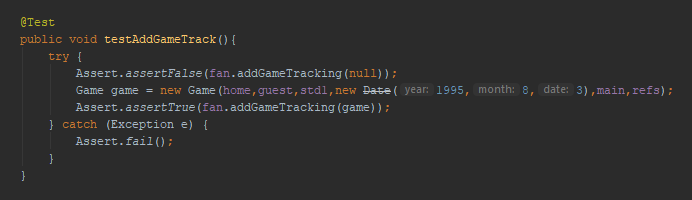 @Test
public void testAddGameTrack(){
try {
Assert.assertFalse(fan.addGameTracking(null));
Game game = new Game(home,guest,std1,new Date( year: 1995, month: 8, date: 3),main,refs);
Assert.assertTrue(fan.addGameTracking(game));
} catch (Exception e) {
Assert.fail();
}
}